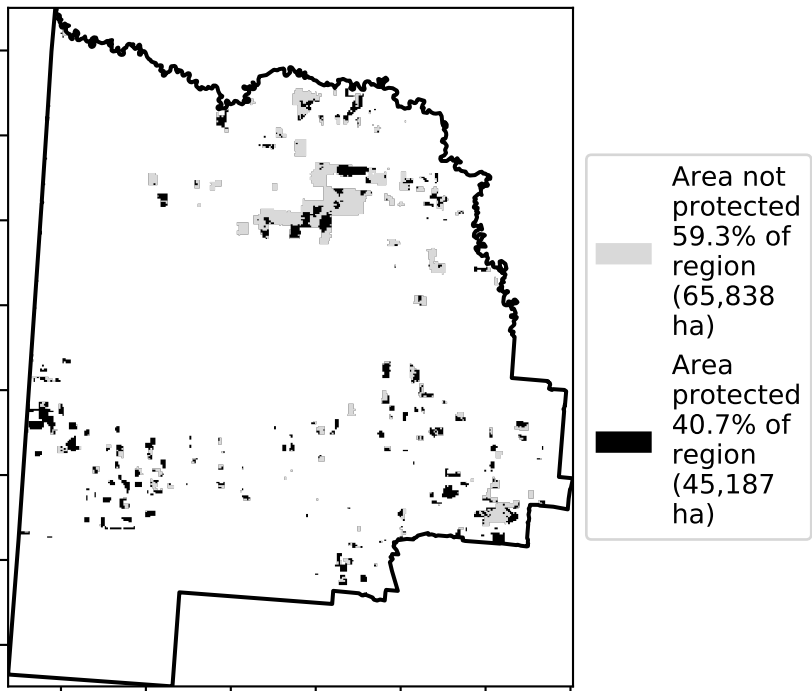 Area not
protected
59.3% of
region
(65,838
ha)
Area
protected
40.7% of
region
(45,187
ha)